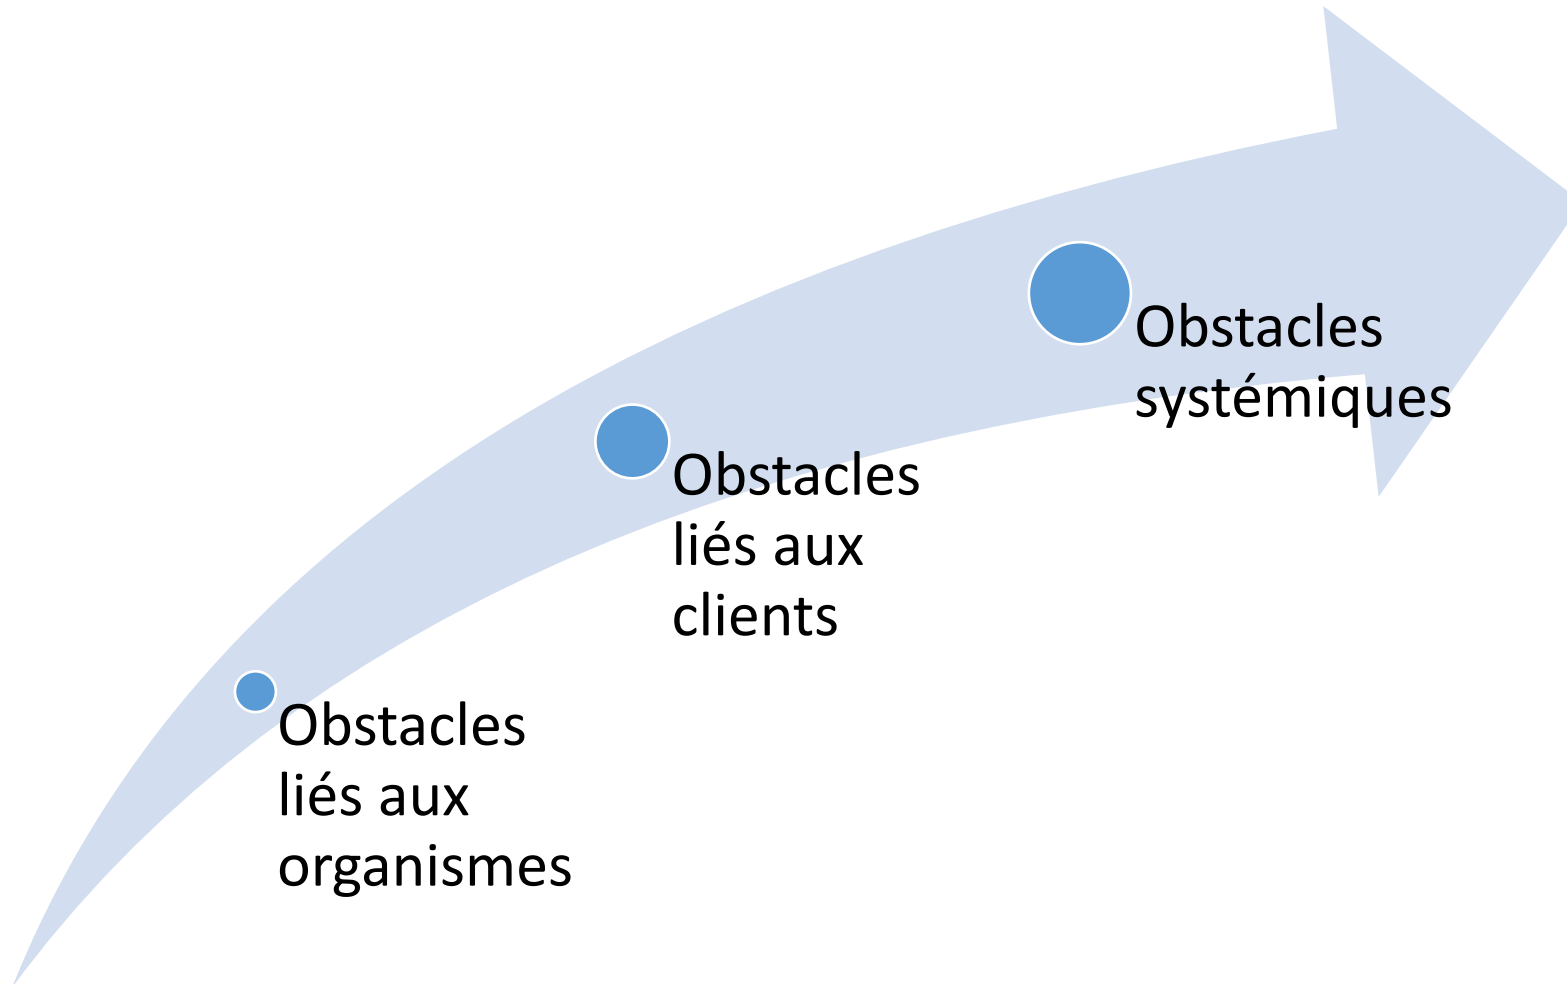 Obstacles
systémiques
Obstacles
liés aux
clients
Obstacles
liés aux
organismes